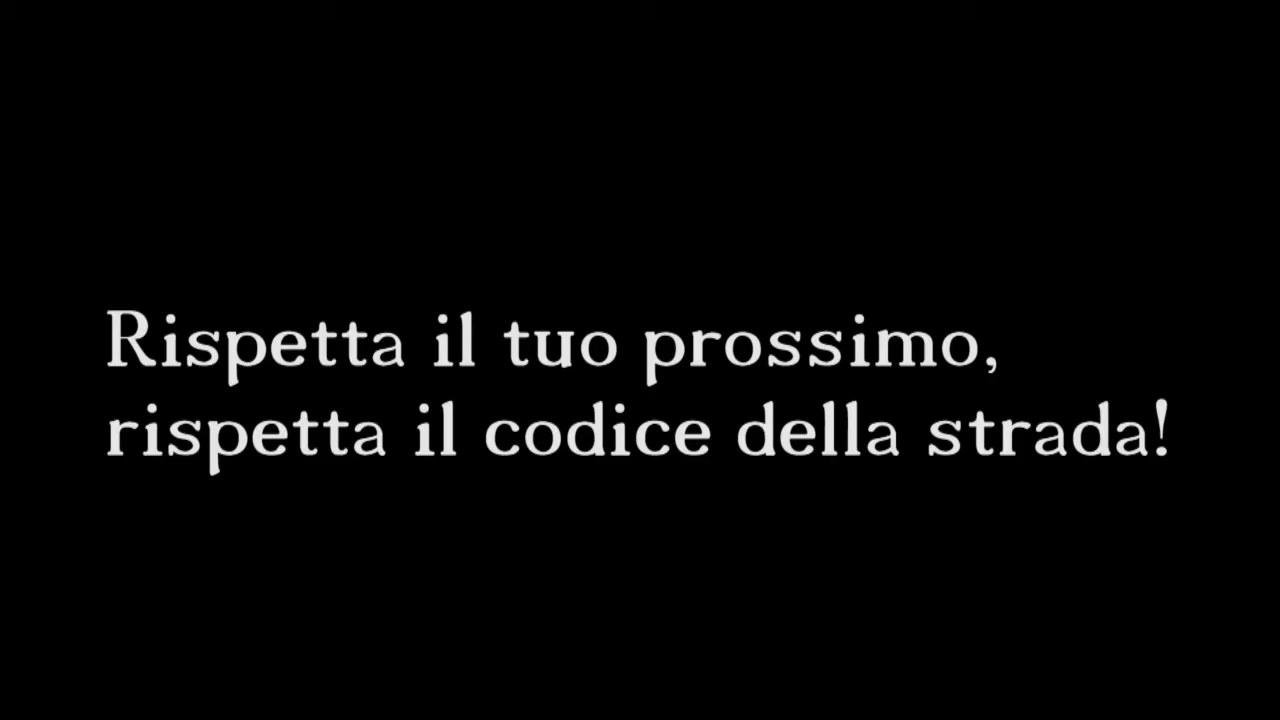 Rispetta il tuo prossimo,
rispetta il codice della strada!